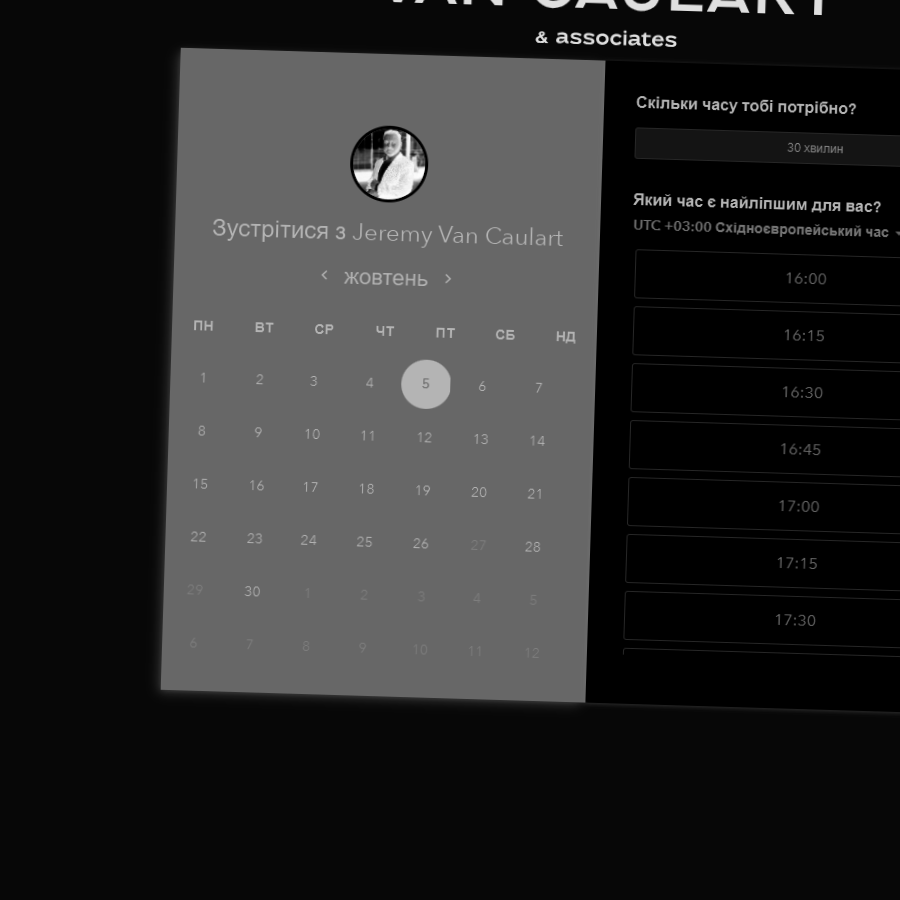 VAN CAULART
& associates
Зустрітися з Jeremy Van Caulart
жовтень
ПН ВТ СР ЧТ ПТ СБ НД
1 2 3 4 5 6 7
8 9 10 11 12 13 14
15 16 17 18 19 20 21
22 23 24 25 26 27 28
29 30 1 2 3 4 5
6 7 8 9 10 11 12
Скільки часу тобі потрібно?
30 хвилин
Який час є найліпшим для вас?
UTC +03:00 Східноєвропейський час
16:00
16:15
16:30
16:45
17:00
17:15
17:30